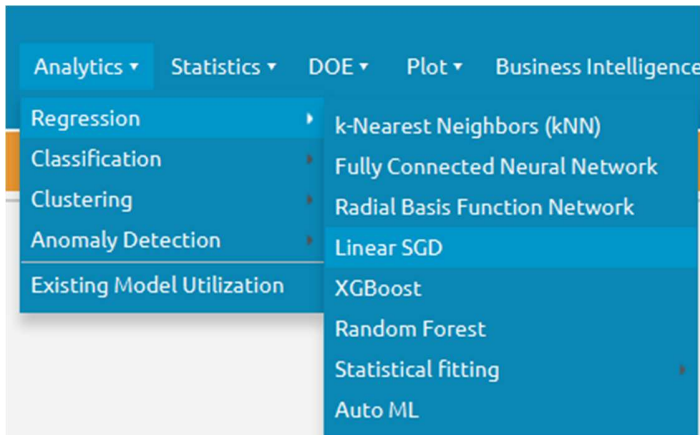 Analytics ▾ Statistics ▾ DOE ▾ Plot ▾ Business Intelligence
Regression
Classification
Clustering
Anomaly Detection
Existing Model Utilization
k-Nearest Neighbors (kNN)
Fully Connected Neural Network
Radial Basis Function Network
Linear SGD
XGBoost
Random Forest
Statistical fitting
Auto ML